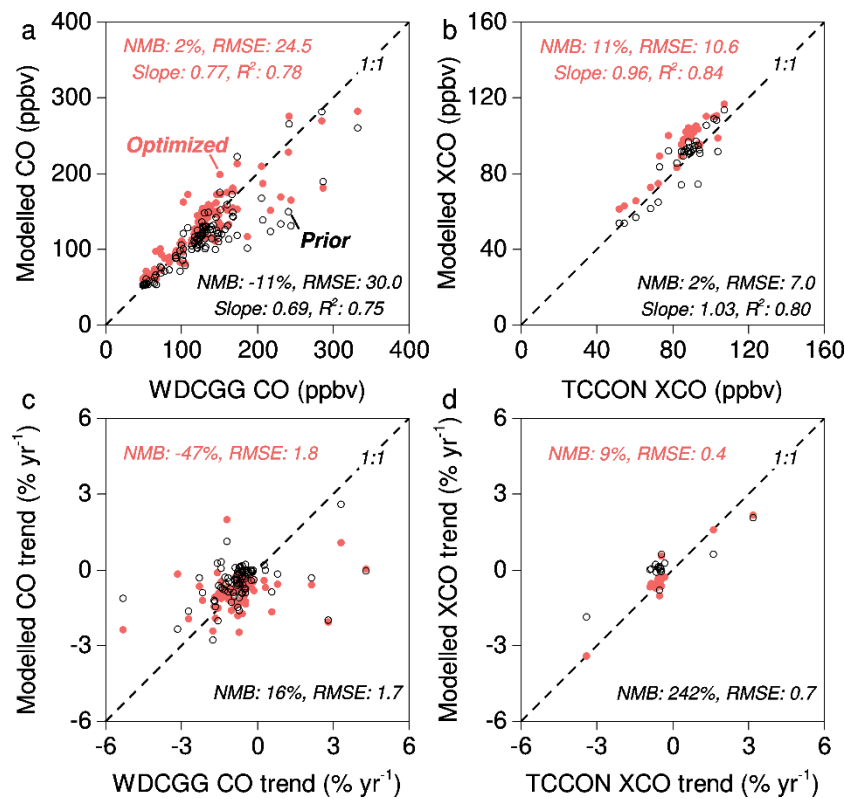 a
NMB: 2%, RMSE: 24.5
Slope: 0.77, R²: 0.78
1:1
Optimized
Prior
NMB: -11%, RMSE: 30.0
Slope: 0.69, R²: 0.75
Modelled CO (ppbv)
400
300
200
100
0
0 100 200 300 400
WDCGG CO (ppbv)
b
NMB: 11%, RMSE: 10.6
Slope: 0.96, R²: 0.84
1:1
NMB: 2%, RMSE: 7.0
Slope: 1.03, R²: 0.80
Modelled XCO (ppbv)
160
120
80
40
0
0 40 80 120 160
TCCON XCO (ppbv)
c
NMB: -47%, RMSE: 1.8
1:1
NMB: 16%, RMSE: 1.7
Modelled CO trend (% yr⁻¹)
6
3
0
-3
-6
-6 -3 0 3 6
WDCGG CO trend (% yr⁻¹)
d
NMB: 9%, RMSE: 0.4
1:1
NMB: 242%, RMSE: 0.7
Modelled XCO trend (% yr⁻¹)
6
3
0
-3
-6
-6 -3 0 3 6
TCCON XCO trend (% yr⁻¹)